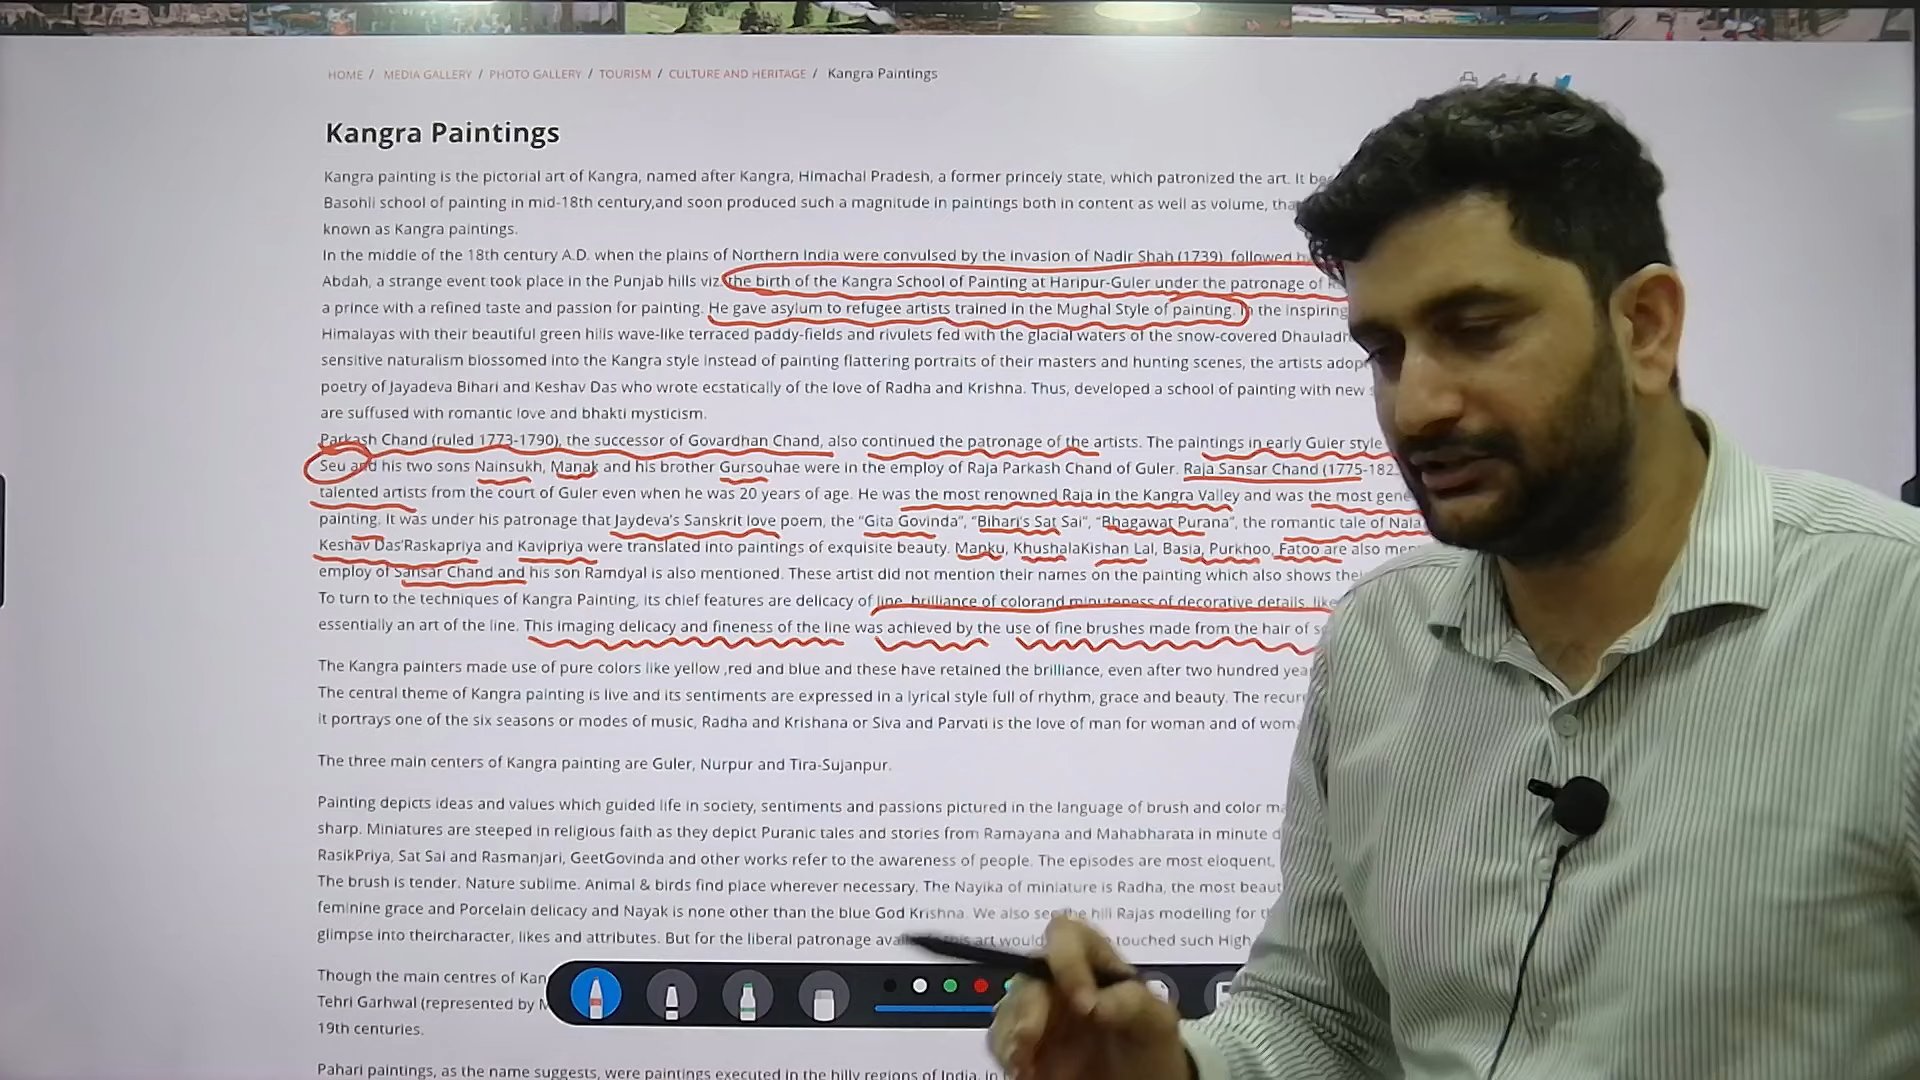 HOME / MEDIA GALLERY / PHOTO GALLERY / TOURISM / CULTURE AND HERITAGE / Kangra Paintings
Kangra Paintings
Kangra painting is the pictorial art of Kangra, named after Kangra, Himachal Pradesh, a former princely state, which patronized the art. It
Basohli school of painting in mid-18th century,and soon produced such a magnitude in paintings both in content as well as volume,
known as Kangra paintings.
In the middle of the 18th century A.D. when the plains of Northern India were convulsed by the invasion of Nadir Shah (1739) followed
Abdah, a strange event took place in the Punjab hills viz. the birth of the Kangra School of Painting at Haripur-Guler under the patronage of
a prince with a refined taste and passion for painting. He gave asylum to refugee artists trained in the Mughal Style of painting. In the inspiring
Himalayas with their beautiful green hills wave-like terraced paddy-fields and rivulets fed with the glacial waters of the snow-covered
sensitive naturalism blossomed into the Kangra style Instead of painting flattering portraits of their masters and hunting scenes, the artists
poetry of Jayadeva Bihari and Keshav Das who wrote ecstatically of the love of Radha and Krishna. Thus, developed a school of painting with new
are suffused with romantic love and bhakti mysticism.
Parkash Chand (ruled 1773-1790), the successor of Govardhan Chand, also continued the patronage of the artists. The paintings in early Guler style
Seu and his two sons Nainsukh, Manak and his brother Gursouhae were in the employ of Raja Parkash Chand of Guler. Raja Sansar Chand (1775-182
talented artists from the court of Guler even when he was 20 years of age. He was the most renowned Raja in the Kangra Valley and was the most
painting. It was under his patronage that Jaydeva's Sanskrit love poem, the "Gita Govinda", "Bihari's Sat Sai", "Bhagawat Purana", the romantic tale of Nala
Keshav Das'Raskapriya and Kavipriya were translated into paintings of exquisite beauty. Manku, KhushalaKishan Lal, Basia, Purkhoo, Fatoo are also
employ of Sansar Chand and his son Ramdyal is also mentioned. These artist did not mention their names on the painting which also shows
To turn to the techniques of Kangra Painting, its chief features are delicacy of line, brilliance of colorand minuteness of decorative details, like
essentially an art of the line. This imaging delicacy and fineness of the line was achieved by the use of fine brushes made from the hair of
The Kangra painters made use of pure colors like yellow ,red and blue and these have retained the brilliance, even after two hundred
The central theme of Kangra painting is live and its sentiments are expressed in a lyrical style full of rhythm, grace and beauty. The
it portrays one of the six seasons or modes of music, Radha and Krishana or Siva and Parvati is the love of man for woman and of
The three main centers of Kangra painting are Guler, Nurpur and Tira-Sujanpur.
Painting depicts ideas and values which guided life in society, sentiments and passions pictured in the language of brush and color
sharp. Miniatures are steeped in religious faith as they depict Puranic tales and stories from Ramayana and Mahabharata in minute
RasikPriya, Sat Sai and Rasmanjari, GeetGovinda and other works refer to the awareness of people. The episodes are most eloquent,
The brush is tender. Nature sublime. Animal & birds find place wherever necessary. The Nayika of miniature is Radha, the most
feminine grace and Porcelain delicacy and Nayak is none other than the blue God Krishna. We also see the hill Rajas modelling for
glimpse into theircharacter, likes and attributes. But for the liberal patronage this art would touched such High
Though the main centres of
Tehri Garhwal (represented by
19th centuries.
Pahari paintings, as the name suggests, were paintings executed in the hilly regions of India, in